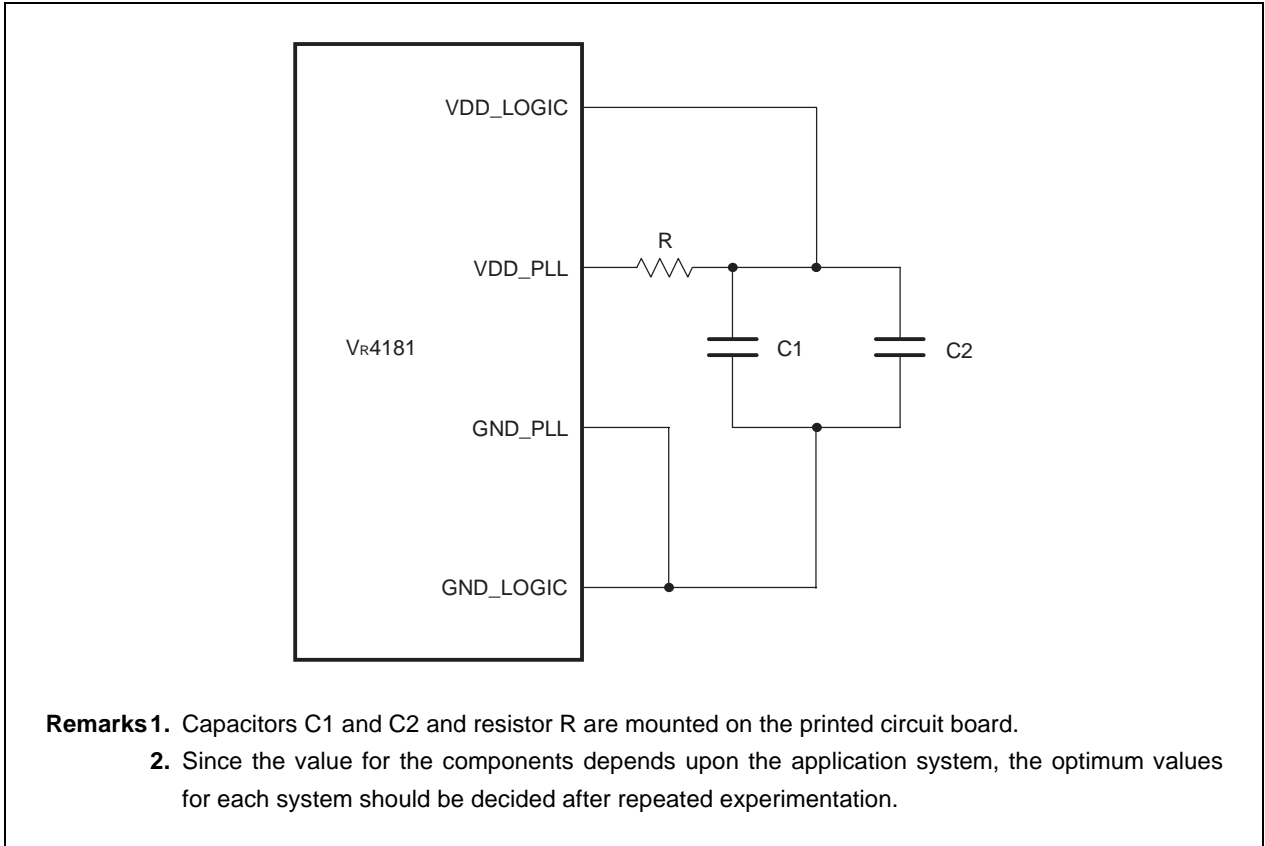 VDD_LOGIC
R
VDD_PLL
VR4181
C1
C2
GND_PLL
GND_LOGIC
Remarks 1. Capacitors C1 and C2 and resistor R are mounted on the printed circuit board.
2. Since the value for the components depends upon the application system, the optimum values
for each system should be decided after repeated experimentation.